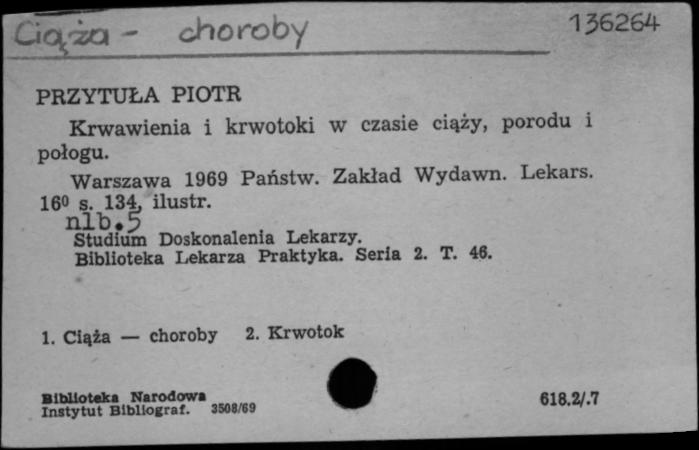 Ciąża - choroby 136264
PRZYTUŁA PIOTR
Krwawienia i krwotoki w czasie ciąży, porodu i
połogu.
Warszawa 1969 Państw. Zakład Wydawn. Lekars.
16⁰ s. 134, ilustr.
nlb. 5
Studium Doskonalenia Lekarzy.
Biblioteka Lekarza Praktyka. Seria 2. T. 46.
1. Ciąża — choroby 2. Krwotok
Biblioteka Narodowa
Instytut Bibliograf. 3508/69 618.2/.7